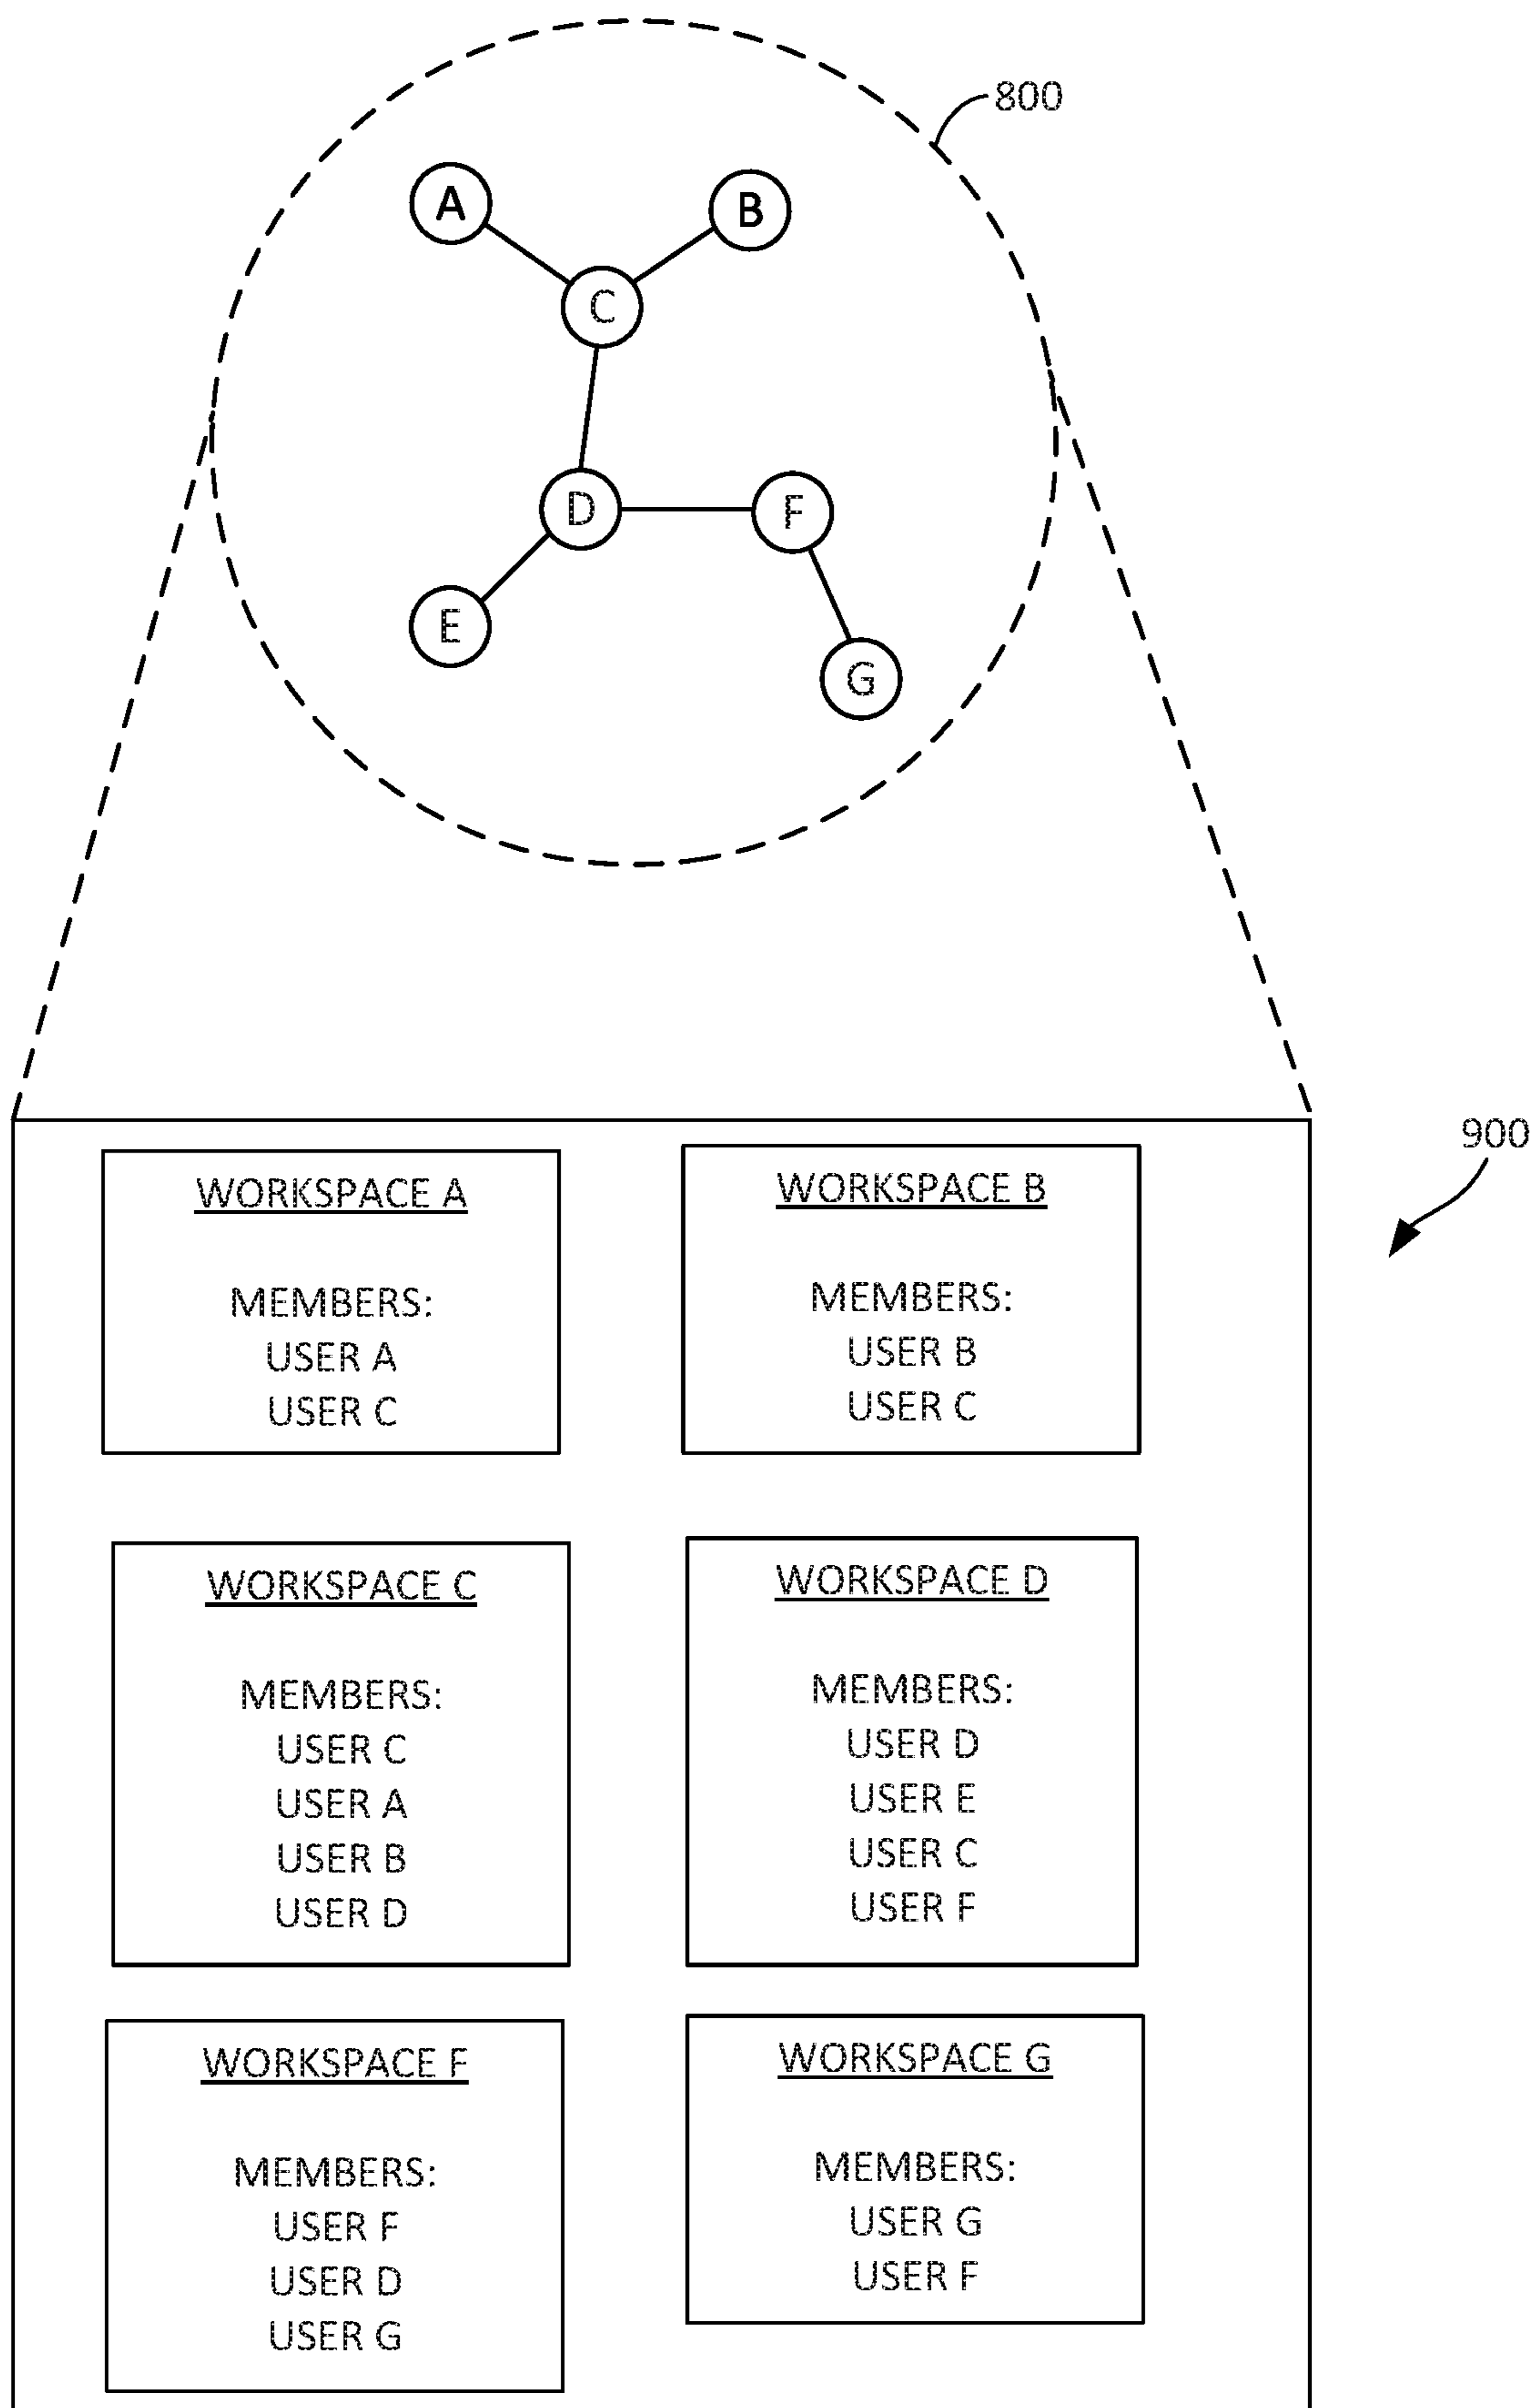 800
A
B
C
D
F
E
G
900
WORKSPACE A
MEMBERS:
USER A
USER C
WORKSPACE B
MEMBERS:
USER B
USER C
WORKSPACE C
MEMBERS:
USER C
USER A
USER B
USER D
WORKSPACE D
MEMBERS:
USER D
USER E
USER C
USER F
WORKSPACE F
MEMBERS:
USER F
USER D
USER G
WORKSPACE G
MEMBERS:
USER G
USER F